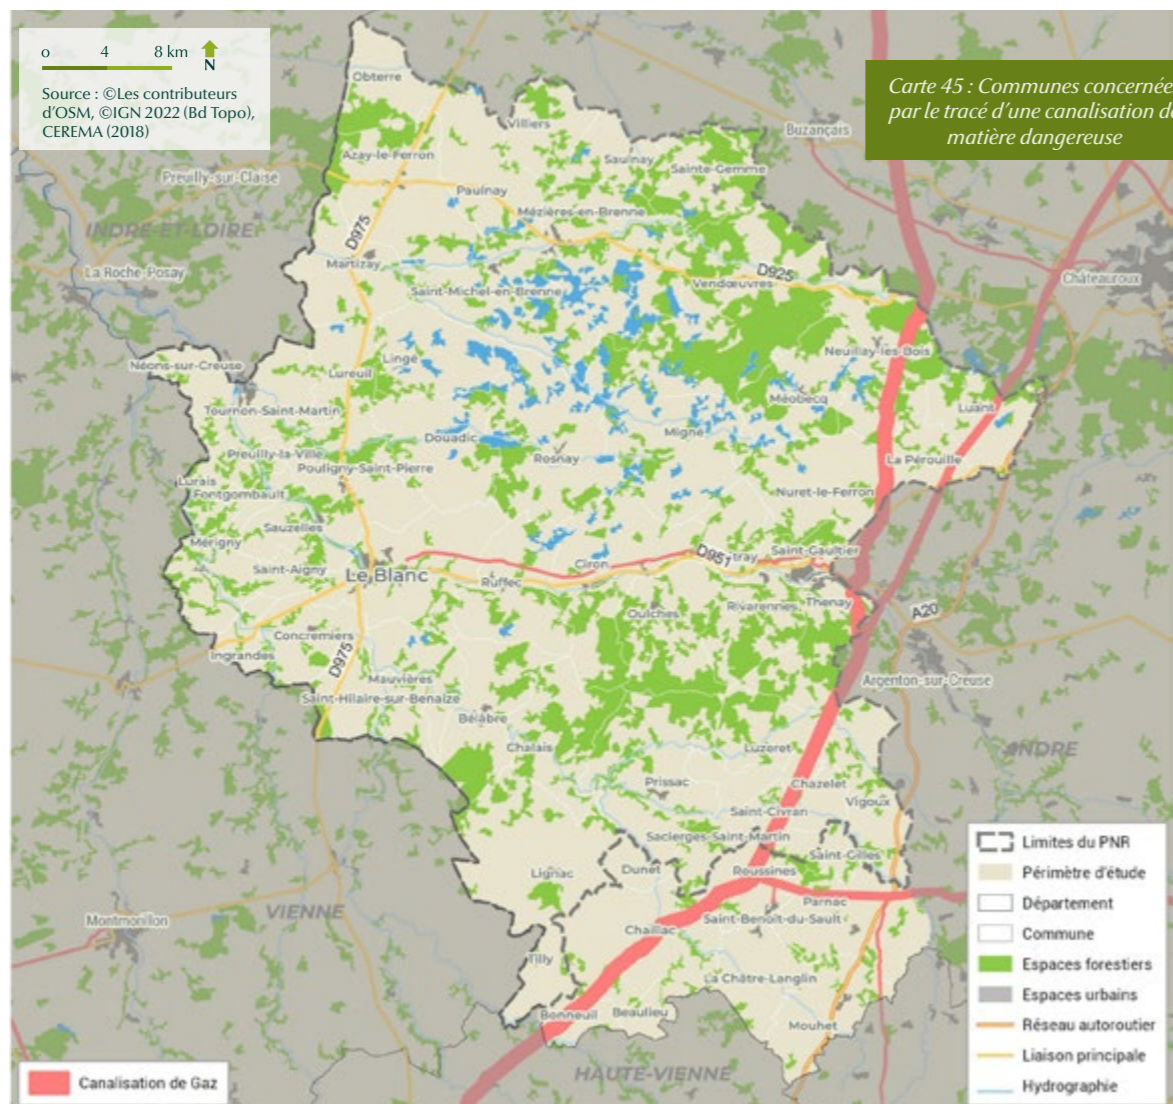 0 4 8 km
N
Source : ©Les contributeurs
d'OSM, ©IGN 2022 (Bd Topo),
CEREMA (2018)
Carte 45 : Communes concernée
par le tracé d'une canalisation d
matière dangereuse
Obterre
Villiers
Buzançais
Azay-le-Ferron
Saulnay
Sainte-Gemme
Preuilly-sur-Claise
Paulnay
Mézières-en-Brenne
INDRE-ET-LOIRE
D975
Martizay
La Roche-Posay
D925
Châteauroux
Saint-Michel-en-Brenne
Vendœuvres
Neuillay-les-Bois
Néons-sur-Creuse
Lingé
Lureuil
Méobecq
Luant
Tournon-Saint-Martin
Douadic
Migné
Preuilly-la-Ville
Rosnay
La Pérouille
Pouligny-Saint-Pierre
Lurais
Fontgombault
Nuret-le-Ferron
Sauzelles
Mérigny
Saint-Gaultier
D951
tray
Saint-Aigny
Le Blanc
Ciron
Ruffec
Rivarennes
Thenay
Oulches
A20
Concremiers
Ingrandes
D975
Mauvières
Argenton-sur-Creuse
Saint-Hilaire-sur-Benaize
Bélâbre
Chalais
Luzeret
INDRE
Prissac
Chazelet
Vigoux
Saint-Civran
Sacierges-Saint-Martin
Saint-Gilles
Lignac
Dunet
Roussines
Parnac
VIENNE
Montmorillon
Saint-Benoît-du-Sault
Chaillac
Tilly
La Châtre-Langlin
Bonneuil
Beaulieu
Mouhet
HAUTE-VIENNE
Limites du PNR
Périmètre d'étude
Département
Commune
Espaces forestiers
Espaces urbains
Réseau autoroutier
Liaison principale
Hydrographie
Canalisation de Gaz